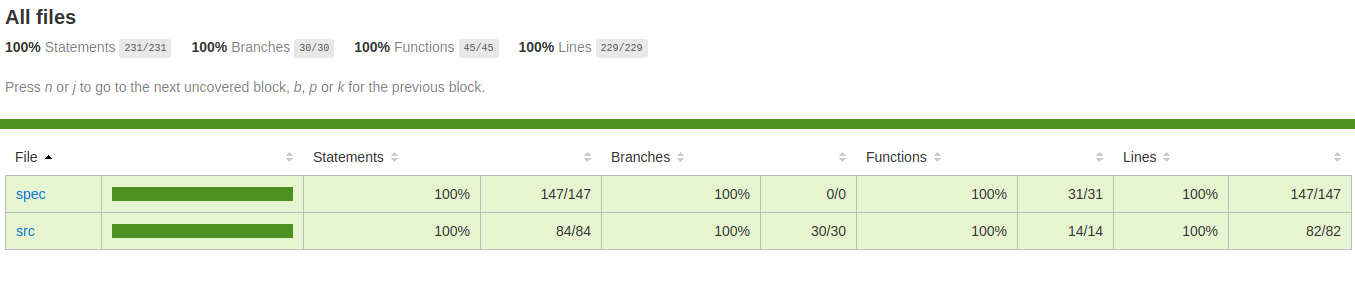 All files
100% Statements 231/231 100% Branches 30/30 100% Functions 45/45 100% Lines 229/229
Press n or j to go to the next uncovered block, b, p or k for the previous block.
File Statements Branches Functions Lines
spec 100% 147/147 100% 0/0 100% 31/31 100% 147/147
src 100% 84/84 100% 30/30 100% 14/14 100% 82/82